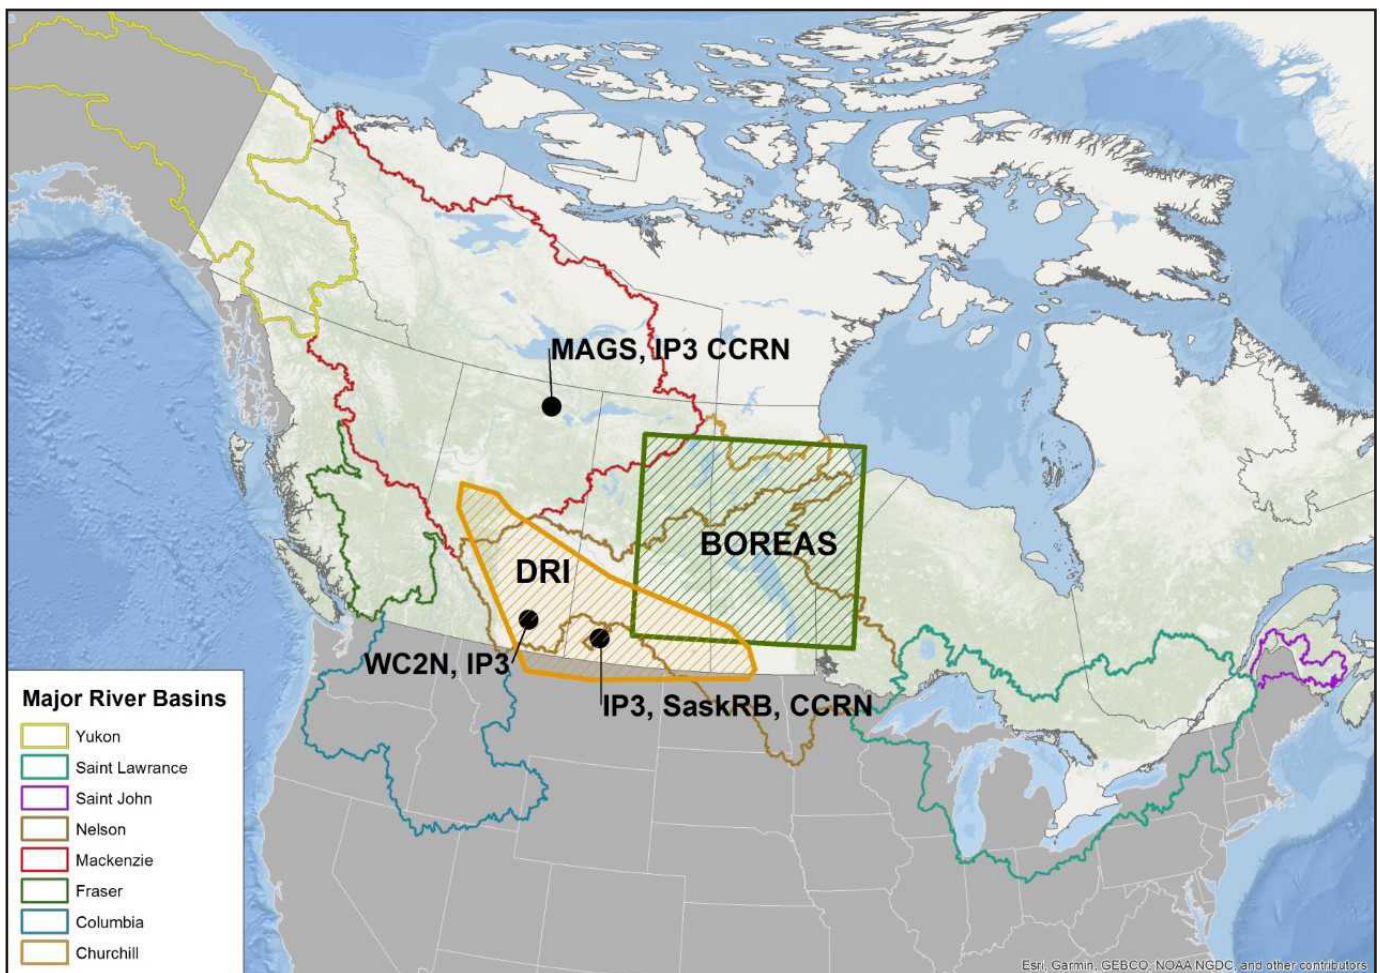 MAGS, IP3 CCRN
BOREAS
DRI
WC2N, IP3
IP3, SaskRB, CCRN
Major River Basins
Yukon
Saint Lawrance
Saint John
Nelson
Mackenzie
Fraser
Columbia
Churchill
Esri, Garmin, GEBCO, NOAA NGDC, and other contributors